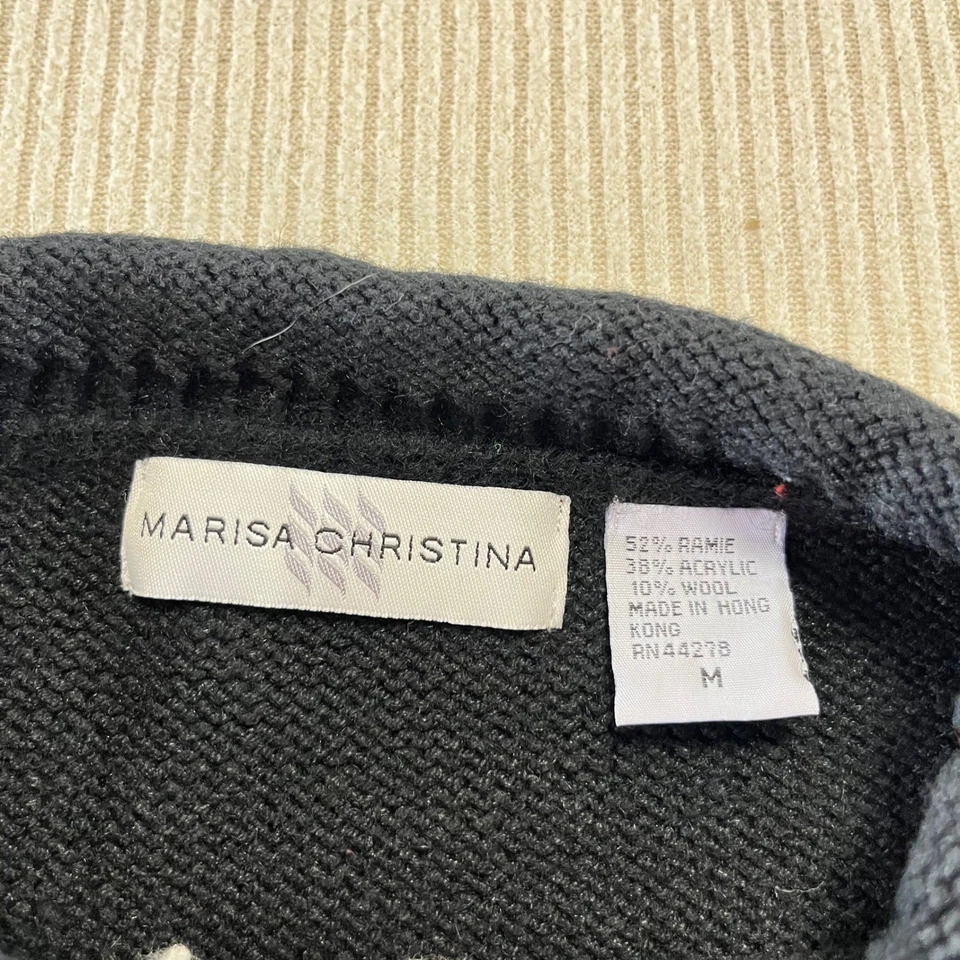 MARISA CHRISTINA
52% RAMIE
38% ACRYLIC
10% WOOL
MADE IN HONG
KONG
RN44278
M